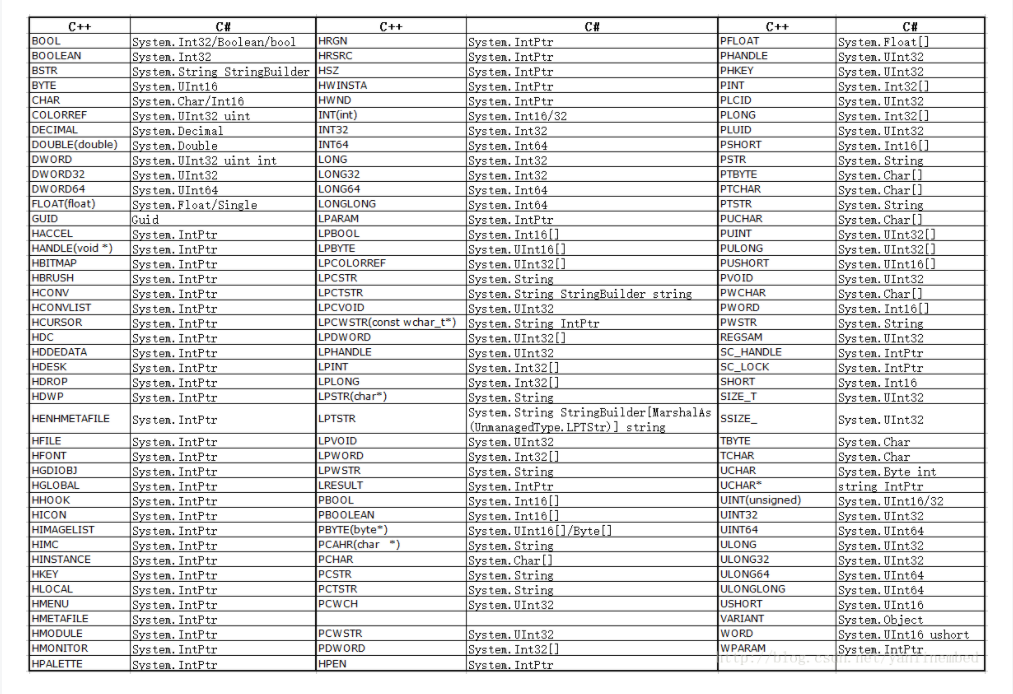 C++ C# C++ C# C++ C#
BOOL System.Int32/Boolean/bool HRGN System.IntPtr PFLOAT System.Float[]
BOOLEAN System.Int32 HRSRC System.IntPtr PHANDLE System.UInt32
BSTR System.String StringBuilder HSZ System.IntPtr PHKEY System.UInt32
BYTE System.UInt16 HWINSTA System.IntPtr PINT System.Int32[]
CHAR System.Char/Int16 HWND System.IntPtr PLCID System.UInt32
COLORREF System.UInt32 uint INT(int) System.Int16/32 PLONG System.Int32[]
DECIMAL System.Decimal INT32 System.Int32 PLUID System.UInt32
DOUBLE(double) System.Double INT64 System.Int64 PSHORT System.Int16[]
DWORD System.UInt32 uint int LONG System.Int32 PSTR System.String
DWORD32 System.UInt32 LONG32 System.Int32 PTBYTE System.Char[]
DWORD64 System.UInt64 LONG64 System.Int64 PTCHAR System.Char[]
FLOAT(float) System.Float/Single LONGLONG System.Int64 PTSTR System.String
GUID Guid LPARAM System.IntPtr PUCHAR System.Char[]
HACCEL System.IntPtr LPBOOL System.Int16[] PUINT System.UInt32[]
HANDLE(void *) System.IntPtr LPBYTE System.UInt16[] PULONG System.UInt32[]
HBITMAP System.IntPtr LPCOLORREF System.UInt32[] PUSHORT System.UInt16[]
HBRUSH System.IntPtr LPCSTR System.String PVOID System.UInt32
HCONV System.IntPtr LPCTSTR System.String StringBuilder string PWCHAR System.Char[]
HCONVLIST System.IntPtr LPCVOID System.UInt32 PWORD System.Int16[]
HCURSOR System.IntPtr LPCWSTR(const wchar_t*) System.String IntPtr PWSTR System.String
HDC System.IntPtr LPDWORD System.UInt32[] REGSAM System.UInt32
HDDEDATA System.IntPtr LPHANDLE System.UInt32 SC_HANDLE System.IntPtr
HDESK System.IntPtr LPINT System.Int32[] SC_LOCK System.IntPtr
HDROP System.IntPtr LPLONG System.Int32[] SHORT System.Int16
HDWP System.IntPtr LPSTR(char*) System.String SIZE_T System.UInt32
HENHMETAFILE System.IntPtr LPTSTR System.String StringBuilder[MarshalAs
(UnmanagedType.LPTStr)] string SSIZE_ System.UInt32
HFILE System.IntPtr LPVOID System.UInt32 TBYTE System.Char
HFONT System.IntPtr LPWORD System.Int32[] TCHAR System.Char
HGDIOBJ System.IntPtr LPWSTR System.String UCHAR System.Byte int
HGLOBAL System.IntPtr LRESULT System.IntPtr UCHAR* string IntPtr
HHOOK System.IntPtr PBOOL System.Int16[] UINT(unsigned) System.UInt16/32
HICON System.IntPtr PBOOLEAN System.Int16[] UINT32 System.UInt32
HIMAGELIST System.IntPtr PBYTE(byte*) System.UInt16[]/Byte[] UINT64 System.UInt64
HIMC System.IntPtr PCAHR(char *) System.String ULONG System.UInt32
HINSTANCE System.IntPtr PCHAR System.Char[] ULONG32 System.UInt32
HKEY System.IntPtr PCSTR System.String ULONG64 System.UInt64
HLOCAL System.IntPtr PCTSTR System.String ULONGLONG System.UInt64
HMENU System.IntPtr PCWCH System.UInt32 USHORT System.UInt16
HMETAFILE System.IntPtr VARIANT System.Object
HMODULE System.IntPtr PCWSTR System.UInt32 WORD System.UInt16 ushort
HMONITOR System.IntPtr PDWORD System.Int32[] WPARAM System.IntPtr
HPALETTE System.IntPtr HPEN System.IntPtr